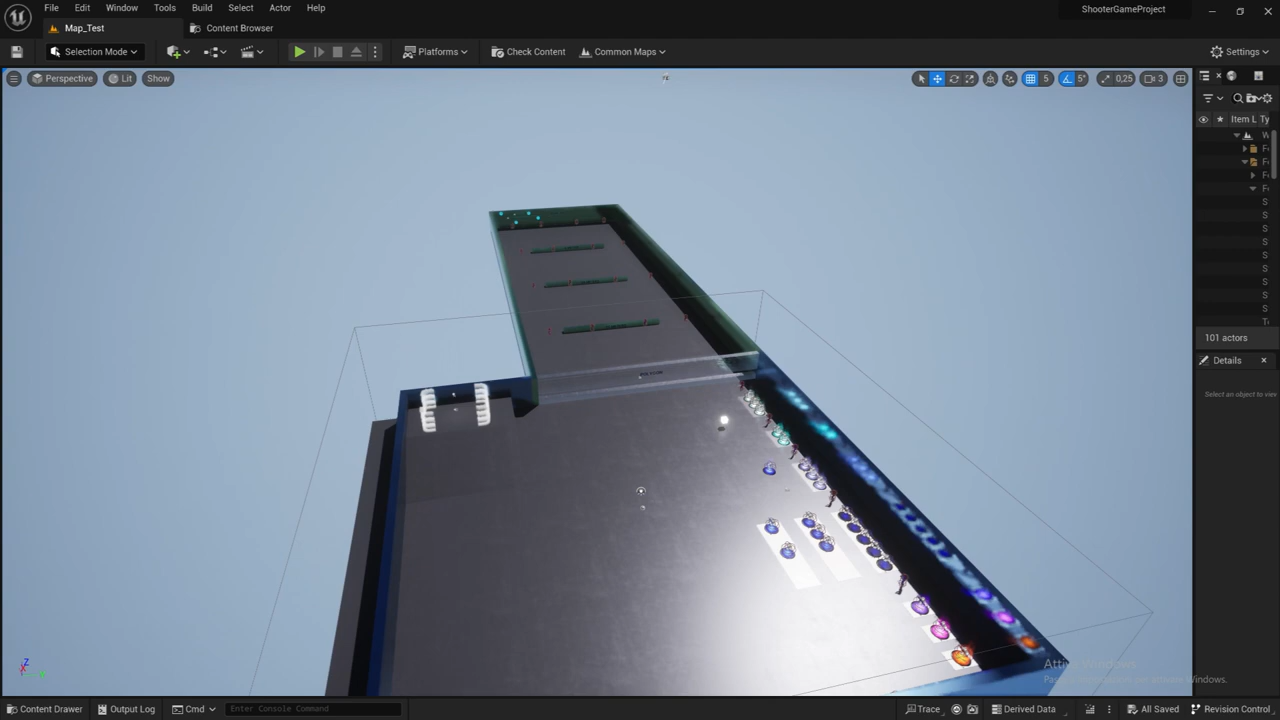 File Edit Window Tools Build Select Actor Help
ShooterGameProject
Map_Test
Content Browser
Selection Mode
Platforms
Check Content
Common Maps
Settings
Perspective
Lit
Show
5
5°
0,25
3
Item L Ty
W
F
F
F
F
S
S
S
S
S
S
S
S
S
101 actors
Details
Select an object to view
Content Drawer
Output Log
Cmd
Enter Console Command
Trace
Derived Data
All Saved
Revision Control